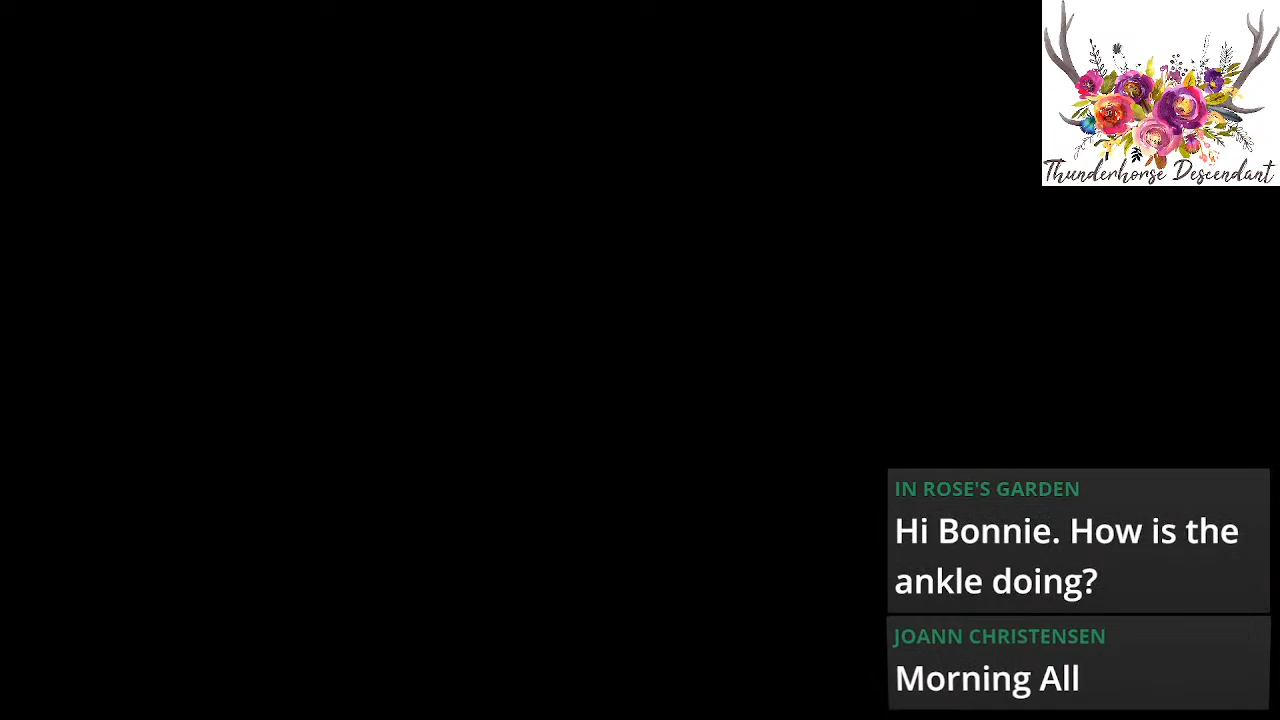 Thunderhorse Descendant
IN ROSE'S GARDEN
Hi Bonnie. How is the
ankle doing?
JOANN CHRISTENSEN
Morning All